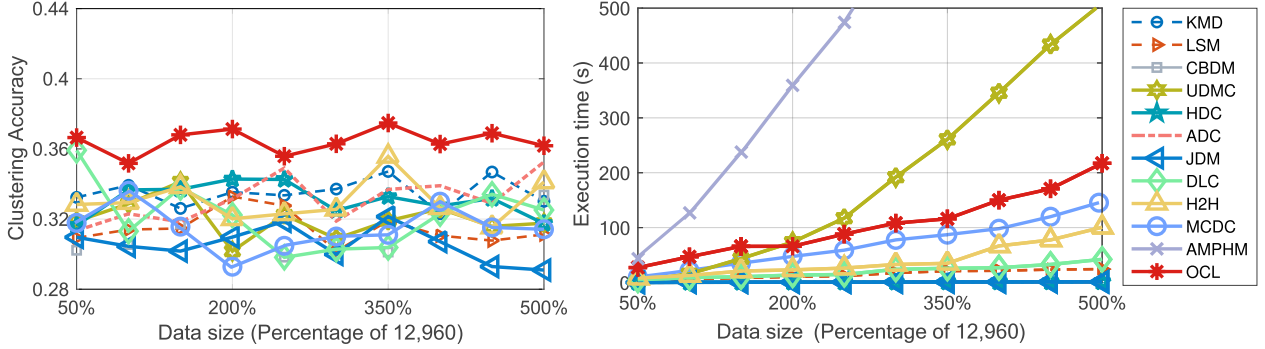 Clustering Accuracy
0.44
0.4
0.36
0.32
0.28
50%
200%
350%
500%
Data size (Percentage of 12,960)
Execution time (s)
500
400
300
200
100
0
50%
200%
350%
500%
Data size (Percentage of 12,960)
KMD
LSM
CBDM
UDMC
HDC
ADC
JDM
DLC
H2H
MCDC
AMPHM
OCL